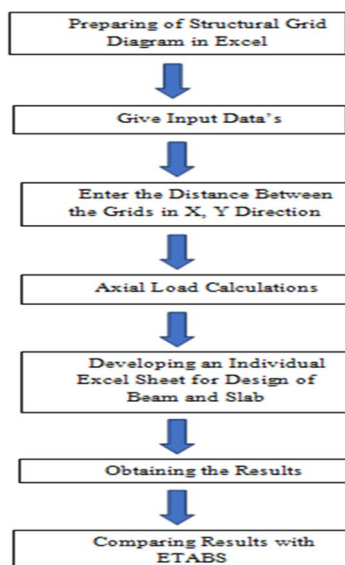 Preparing of Structural Grid
Diagram in Excel
Give Input Data's
Enter the Distance Between
the Grids in X, Y Direction
Axial Load Calculations
Developing an Individual
Excel Sheet for Design of
Beam and Slab
Obtaining the Results
Comparing Results with
ETABS